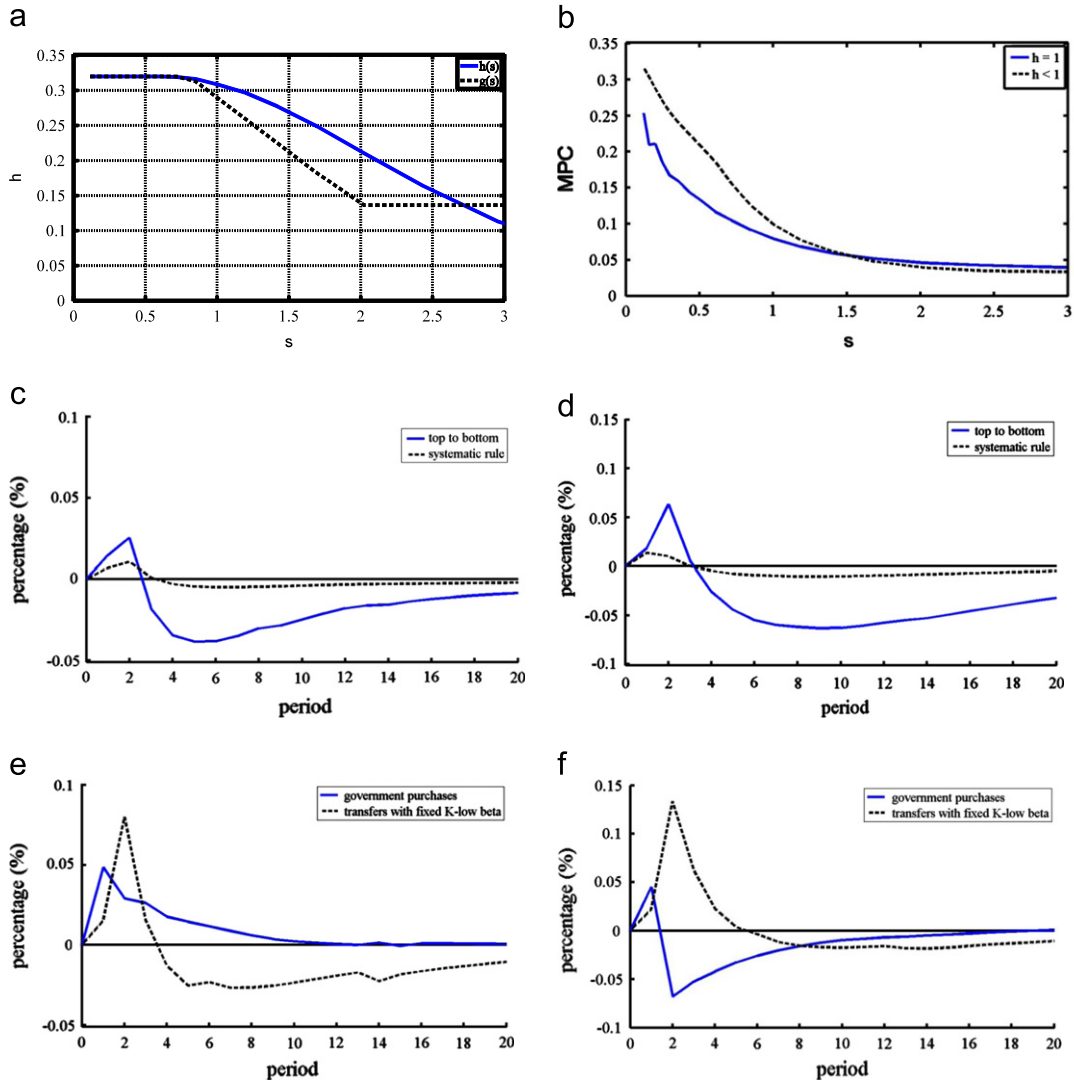 a
0.35
0.3
0.25
0.2
0.15
0.1
0.05
0
h
h(s)
g(s)
0 0.5 1 1.5 2 2.5 3
s
b
0.35
0.3
0.25
0.2
0.15
0.1
0.05
0
MPC
h = 1
h < 1
0 0.5 1 1.5 2 2.5 3
s
c
0.1
0.05
0
-0.05
percentage (%)
top to bottom
systematic rule
0 2 4 6 8 10 12 14 16 18 20
period
d
0.15
0.1
0.05
0
-0.05
-0.1
percentage (%)
top to bottom
systematic rule
0 2 4 6 8 10 12 14 16 18 20
period
e
0.1
0.05
0
-0.05
percentage (%)
government purchases
transfers with fixed K-low beta
0 2 4 6 8 10 12 14 16 18 20
period
f
0.15
0.1
0.05
0
-0.05
-0.1
percentage (%)
government purchases
transfers with fixed K-low beta
0 2 4 6 8 10 12 14 16 18 20
period